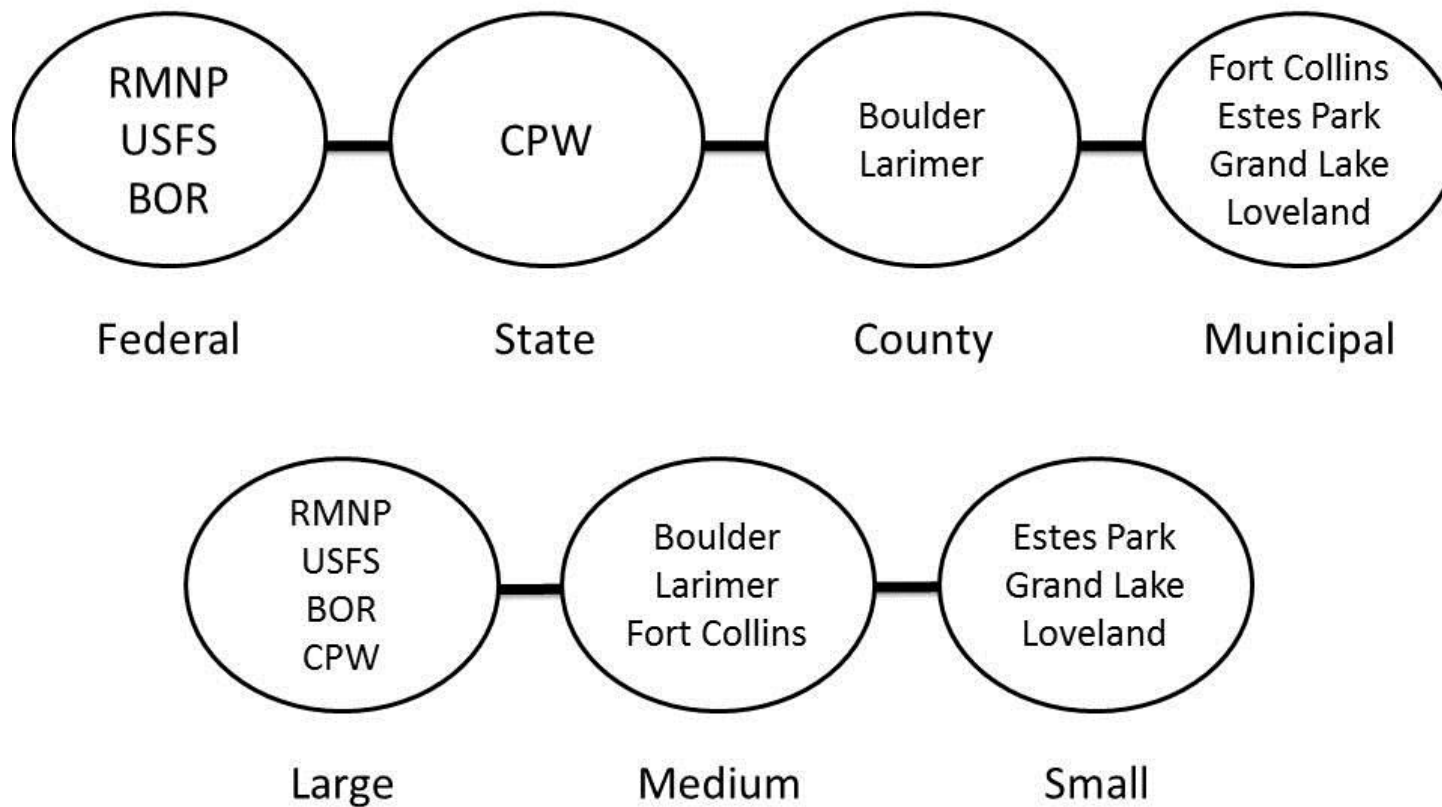 RMNP
USFS
BOR
CPW
Boulder
Larimer
Fort Collins
Estes Park
Grand Lake
Loveland
Federal
State
County
Municipal
RMNP
USFS
BOR
CPW
Boulder
Larimer
Fort Collins
Estes Park
Grand Lake
Loveland
Large
Medium
Small